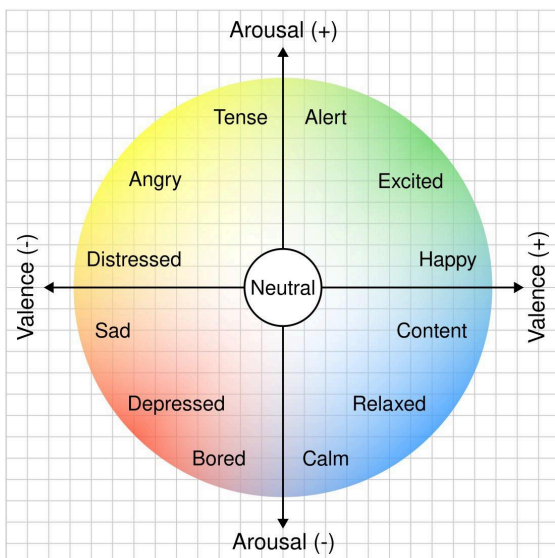 Arousal (+)
Tense
Alert
Angry
Excited
Distressed
Happy
Valence (-)
Neutral
Valence (+)
Sad
Content
Depressed
Relaxed
Bored
Calm
Arousal (-)